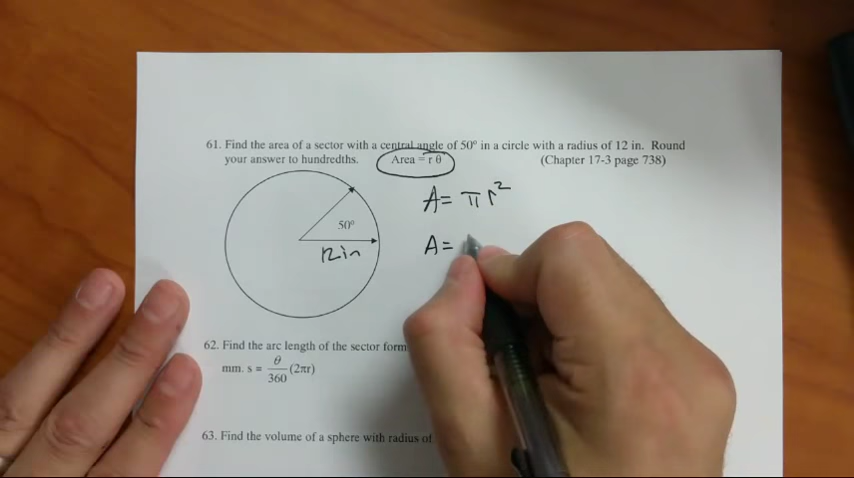 61. Find the area of a sector with a central angle of 50° in a circle with a radius of 12 in. Round
your answer to hundredths. Area = r θ (Chapter 17-3 page 738)
A = π r²
50°
12 in
A =
62. Find the arc length of the sector form
mm. s = θ/360 (2πr)
63. Find the volume of a sphere with radius of